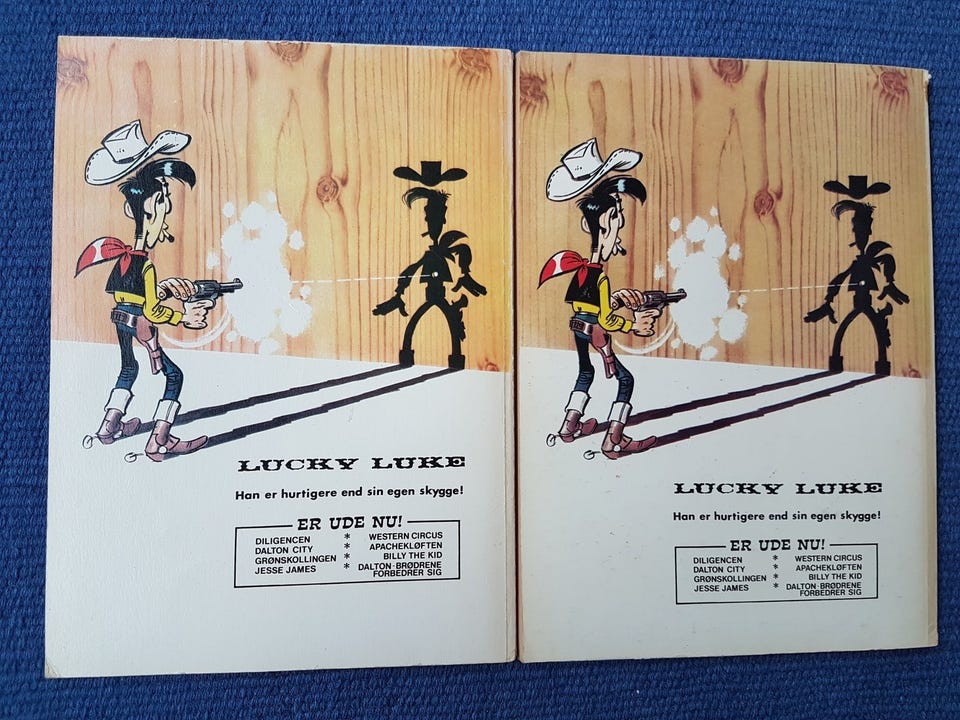 LUCKY LUKE
Han er hurtigere end sin egen skygge!
ER UDE NU!
DILIGENCEN * WESTERN CIRCUS
DALTON CITY * APACHEKLØFTEN
GRØNSKOLLINGEN * BILLY THE KID
JESSE JAMES * DALTON-BRØDRENE
FORBEDRER SIG
LUCKY LUKE
Han er hurtigere end sin egen skygge!
ER UDE NU!
DILIGENCEN * WESTERN CIRCUS
DALTON CITY * APACHEKLØFTEN
GRØNSKOLLINGEN * BILLY THE KID
JESSE JAMES * DALTON-BRØDRENE
FORBEDRER SIG